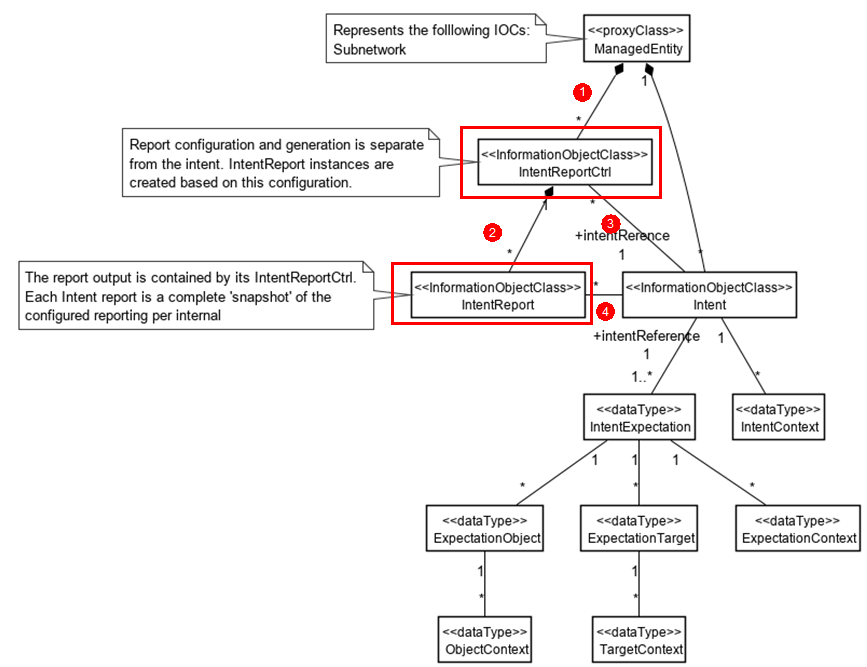 Represents the folllowing IOCs:
Subnetwork
<<proxyClass>>
ManagedEntity
1
1
*
Report configuration and generation is separate
from the intent. IntentReport instances are
created based on this configuration.
<<InformationObjectClass>>
IntentReportCtrl
1
*
3
2
+intentRerence
*
1
*
The report output is contained by its IntentReportCtrl.
Each Intent report is a complete 'snapshot' of the
configured reporting per internal
<<InformationObjectClass>>
IntentReport
*
4
<<InformationObjectClass>>
Intent
+intentReference
1
1
1
1..*
*
<<dataType>>
IntentExpectation
<<dataType>>
IntentContext
1
1
1
*
*
*
<<dataType>>
ExpectationObject
<<dataType>>
ExpectationTarget
<<dataType>>
ExpectationContext
1
1
*
*
<<dataType>>
ObjectContext
<<dataType>>
TargetContext